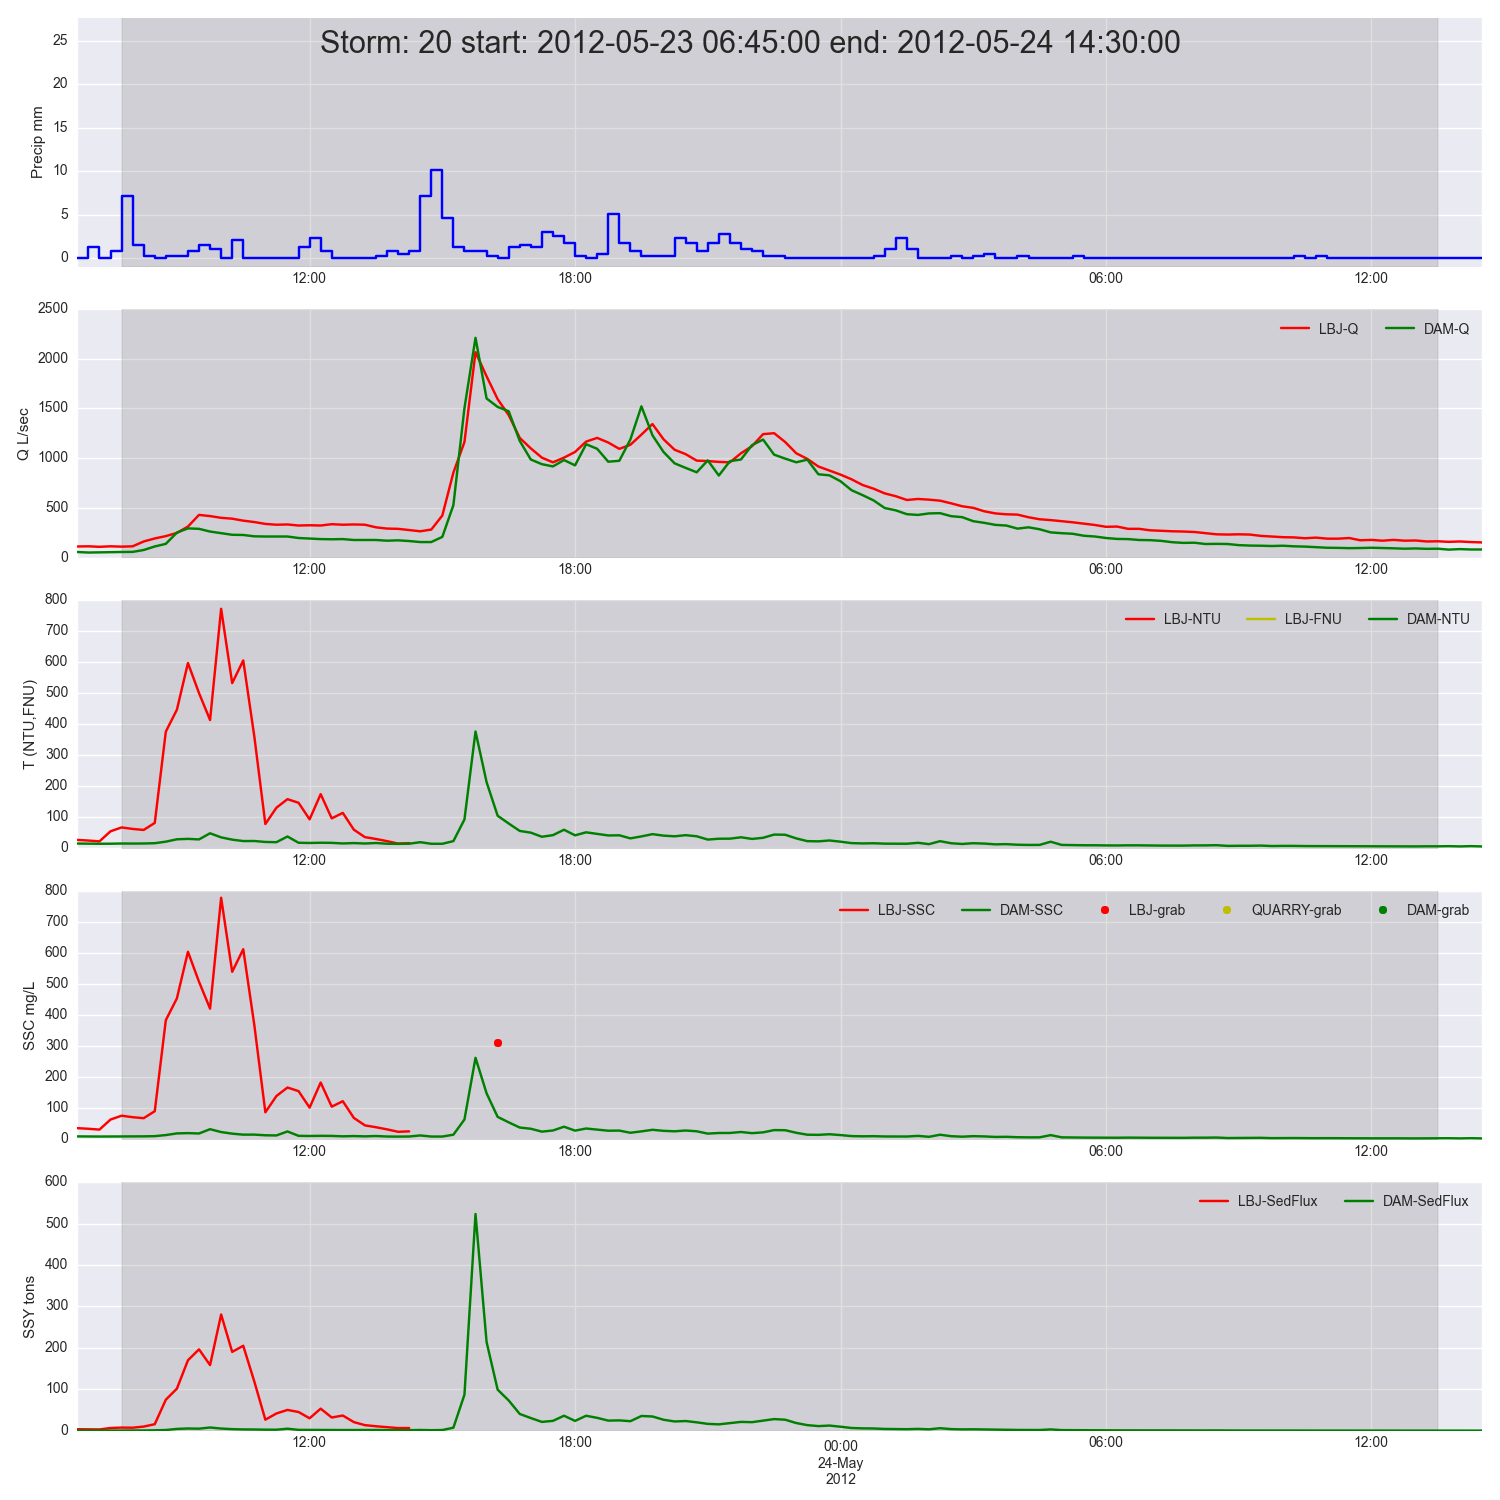 Storm: 20 start: 2012-05-23 06:45:00 end: 2012-05-24 14:30:00
Precip mm
25
20
15
10
5
0
12:00 18:00 06:00 12:00
Q L/sec
2500
2000
1500
1000
500
0
LBJ-Q DAM-Q
12:00 18:00 06:00 12:00
T (NTU,FNU)
800
700
600
500
400
300
200
100
0
LBJ-NTU LBJ-FNU DAM-NTU
12:00 18:00 06:00 12:00
SSC mg/L
800
700
600
500
400
300
200
100
0
LBJ-SSC DAM-SSC LBJ-grab QUARRY-grab DAM-grab
12:00 18:00 06:00 12:00
SSY tons
600
500
400
300
200
100
0
LBJ-SedFlux DAM-SedFlux
12:00 18:00 00:00 06:00 12:00
24-May
2012